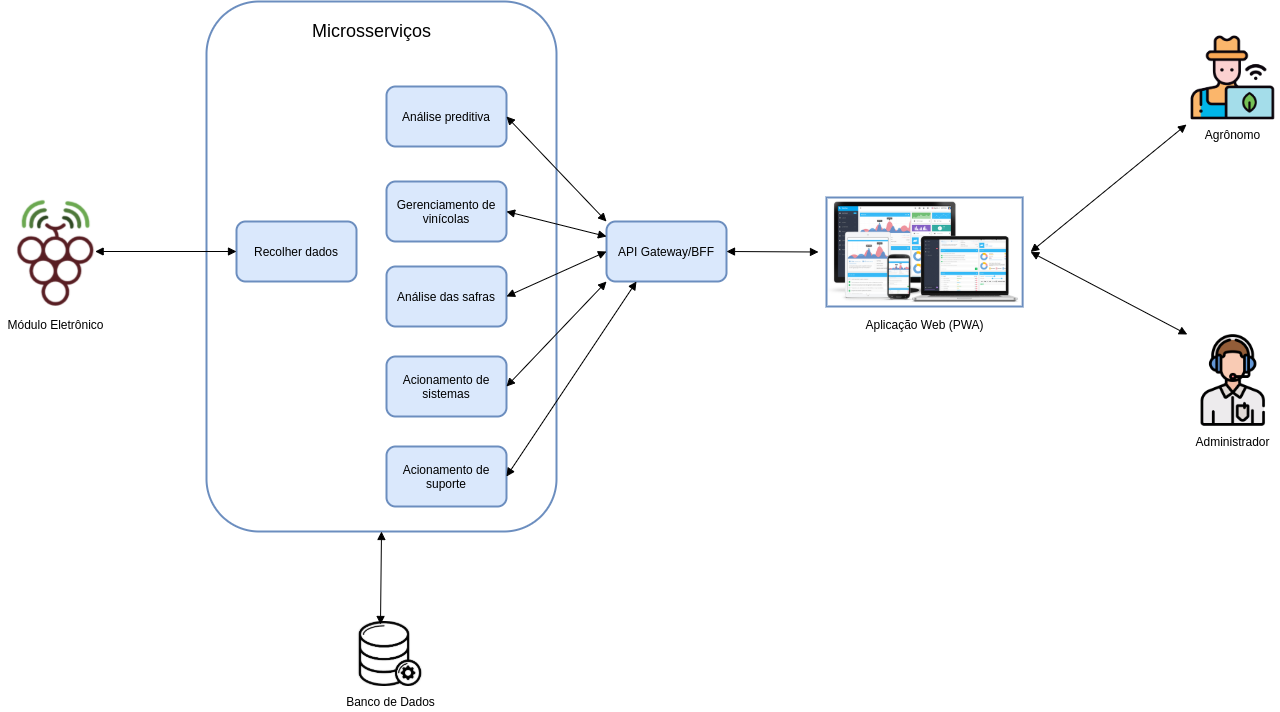 Microsserviços
Análise preditiva
Gerenciamento de
vinícolas
Recolher dados
Análise das safras
Acionamento de
sistemas
Acionamento de
suporte
API Gateway/BFF
Módulo Eletrônico
Aplicação Web (PWA)
Agrônomo
Administrador
Banco de Dados